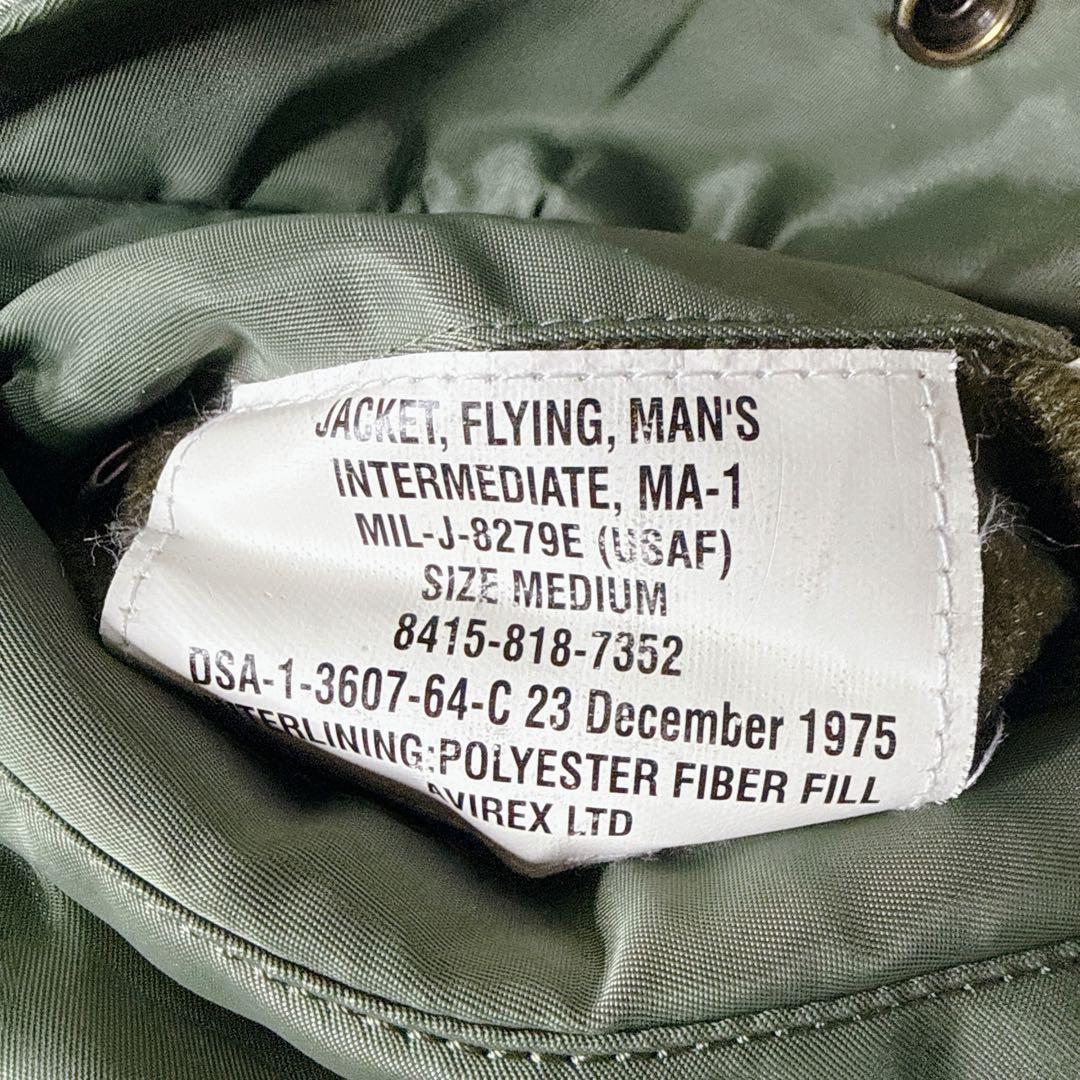 JACKET, FLYING, MAN'S
INTERMEDIATE, MA-1
MIL-J-8279E (USAF)
SIZE MEDIUM
8415-818-7352
DSA-1-3607-64-C 23 December 1975
INTERLINING:POLYESTER FIBER FILL
AVIREX LTD